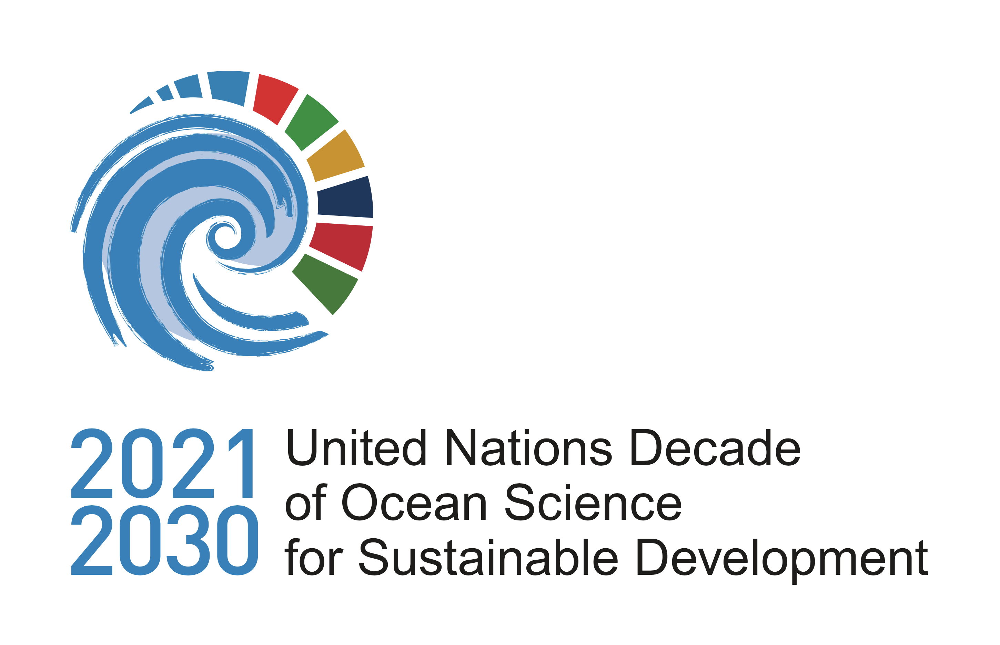 2021
2030
United Nations Decade
of Ocean Science
for Sustainable Development